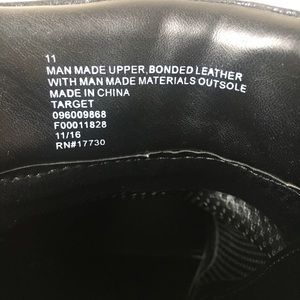 11
MAN MADE UPPER,BONDED LEATHER
WITH MAN MADE MATERIALS OUTSOLE
MADE IN CHINA
TARGET
096009868
F00011828
11/16
RN#17730